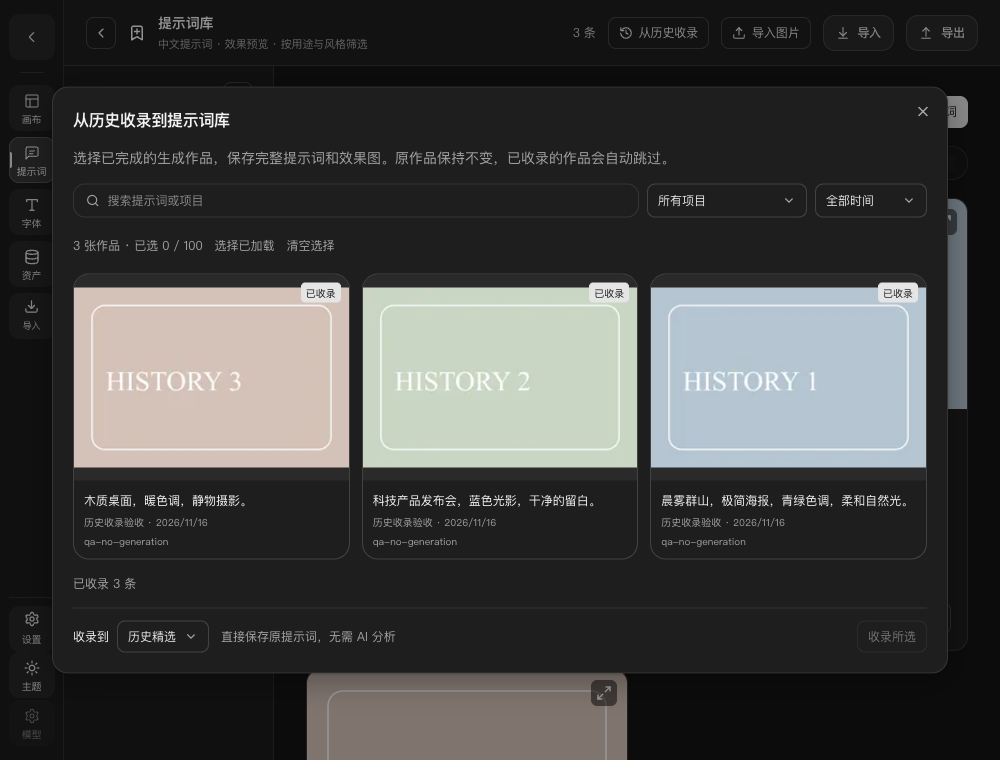 提示词库
中文提示词 · 效果预览 · 按用途与风格筛选
3 条
从历史收录
导入图片
导入
导出
画布
提示词
字体
资产
导入
设置
主题
模型
词
从历史收录到提示词库
选择已完成的生成作品，保存完整提示词和效果图。原作品保持不变，已收录的作品会自动跳过。
搜索提示词或项目
所有项目
全部时间
3 张作品 · 已选 0 / 100
选择已加载
清空选择
已收录
HISTORY 3
木质桌面，暖色调，静物摄影。
历史收录验收 · 2026/11/16
qa-no-generation
已收录
HISTORY 2
科技产品发布会，蓝色光影，干净的留白。
历史收录验收 · 2026/11/16
qa-no-generation
已收录
HISTORY 1
晨雾群山，极简海报，青绿色调，柔和自然光。
历史收录验收 · 2026/11/16
qa-no-generation
已收录 3 条
收录到
历史精选
直接保存原提示词，无需 AI 分析
收录所选